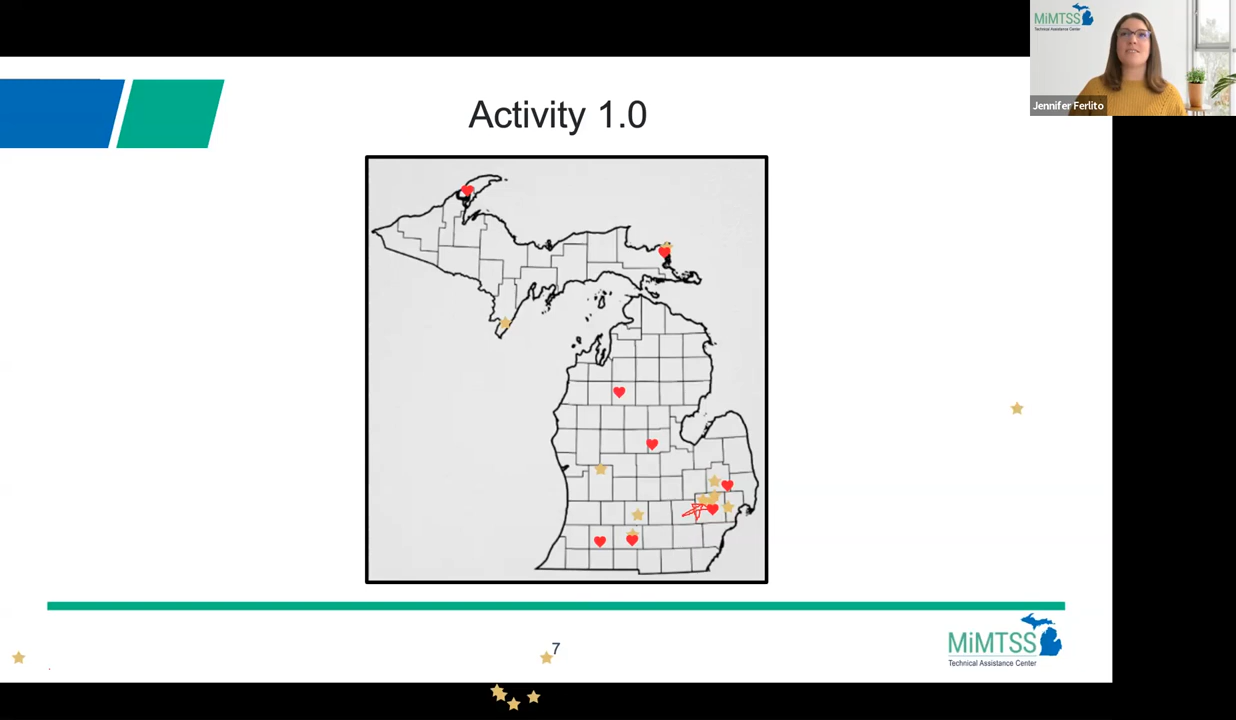 MiMTSS
Technical Assistance Center
Jennifer Ferlito
Activity 1.0
7
MiMTSS
Technical Assistance Center